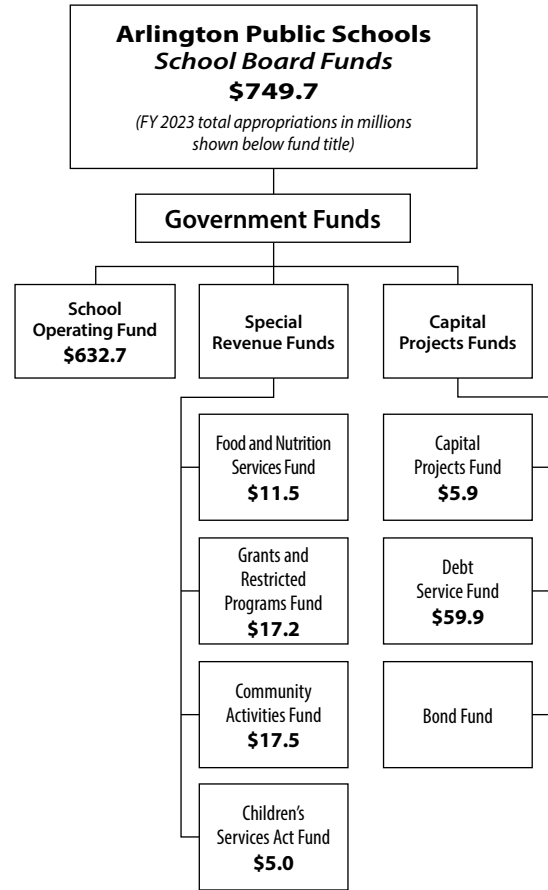 Arlington Public Schools
School Board Funds
$749.7
(FY 2023 total appropriations in millions
shown below fund title)
Government Funds
School
Operating Fund
$632.7
Special
Revenue Funds
Capital
Projects Funds
Food and Nutrition
Services Fund
$11.5
Capital
Projects Fund
$5.9
Grants and
Restricted
Programs Fund
$17.2
Debt
Service Fund
$59.9
Community
Activities Fund
$17.5
Bond Fund
Children’s
Services Act Fund
$5.0